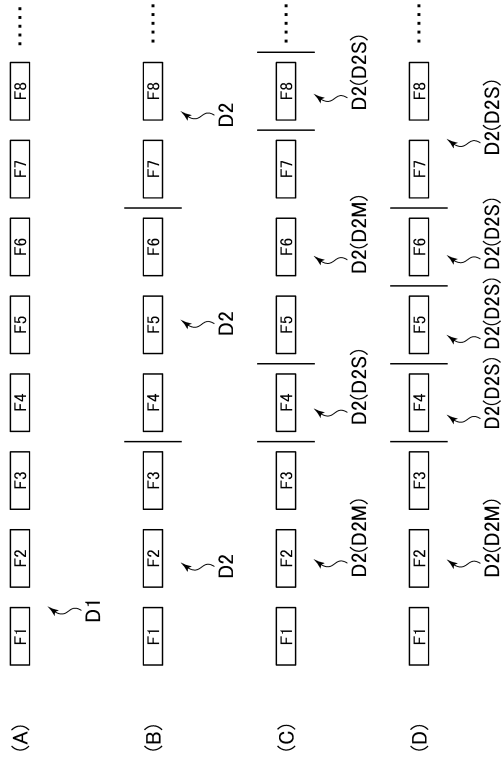 (A) F1 F2 F3 F4 F5 F6 F7 F8 ·····
D1
(B) F1 F2 F3 F4 F5 F6 F7 F8 ·····
D2 D2 D2
(C) F1 F2 F3 F4 F5 F6 F7 F8 ·····
D2(D2M) D2(D2S) D2(D2M) D2(D2S)
(D) F1 F2 F3 F4 F5 F6 F7 F8 ·····
D2(D2M) D2(D2S) D2(D2S) D2(D2S) D2(D2S)